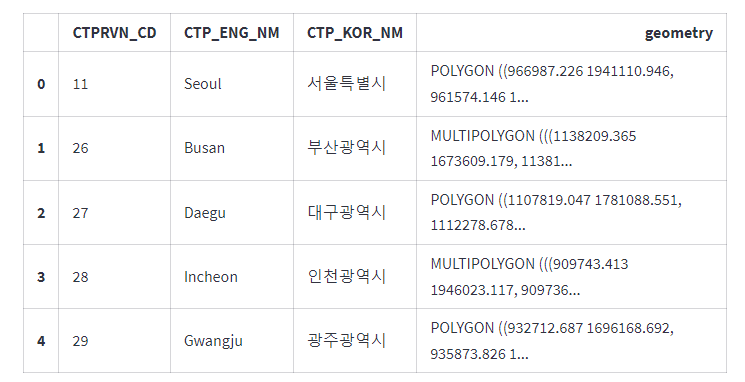 CTPRVN_CD CTP_ENG_NM CTP_KOR_NM geometry
0 11 Seoul 서울특별시 POLYGON ((966987.226 1941110.946,
961574.146 1...
1 26 Busan 부산광역시 MULTIPOLYGON (((1138209.365
1673609.179, 11381...
2 27 Daegu 대구광역시 POLYGON ((1107819.047 1781088.551,
1112278.678...
3 28 Incheon 인천광역시 MULTIPOLYGON (((909743.413
1946023.117, 909736...
4 29 Gwangju 광주광역시 POLYGON ((932712.687 1696168.692,
935873.826 1...